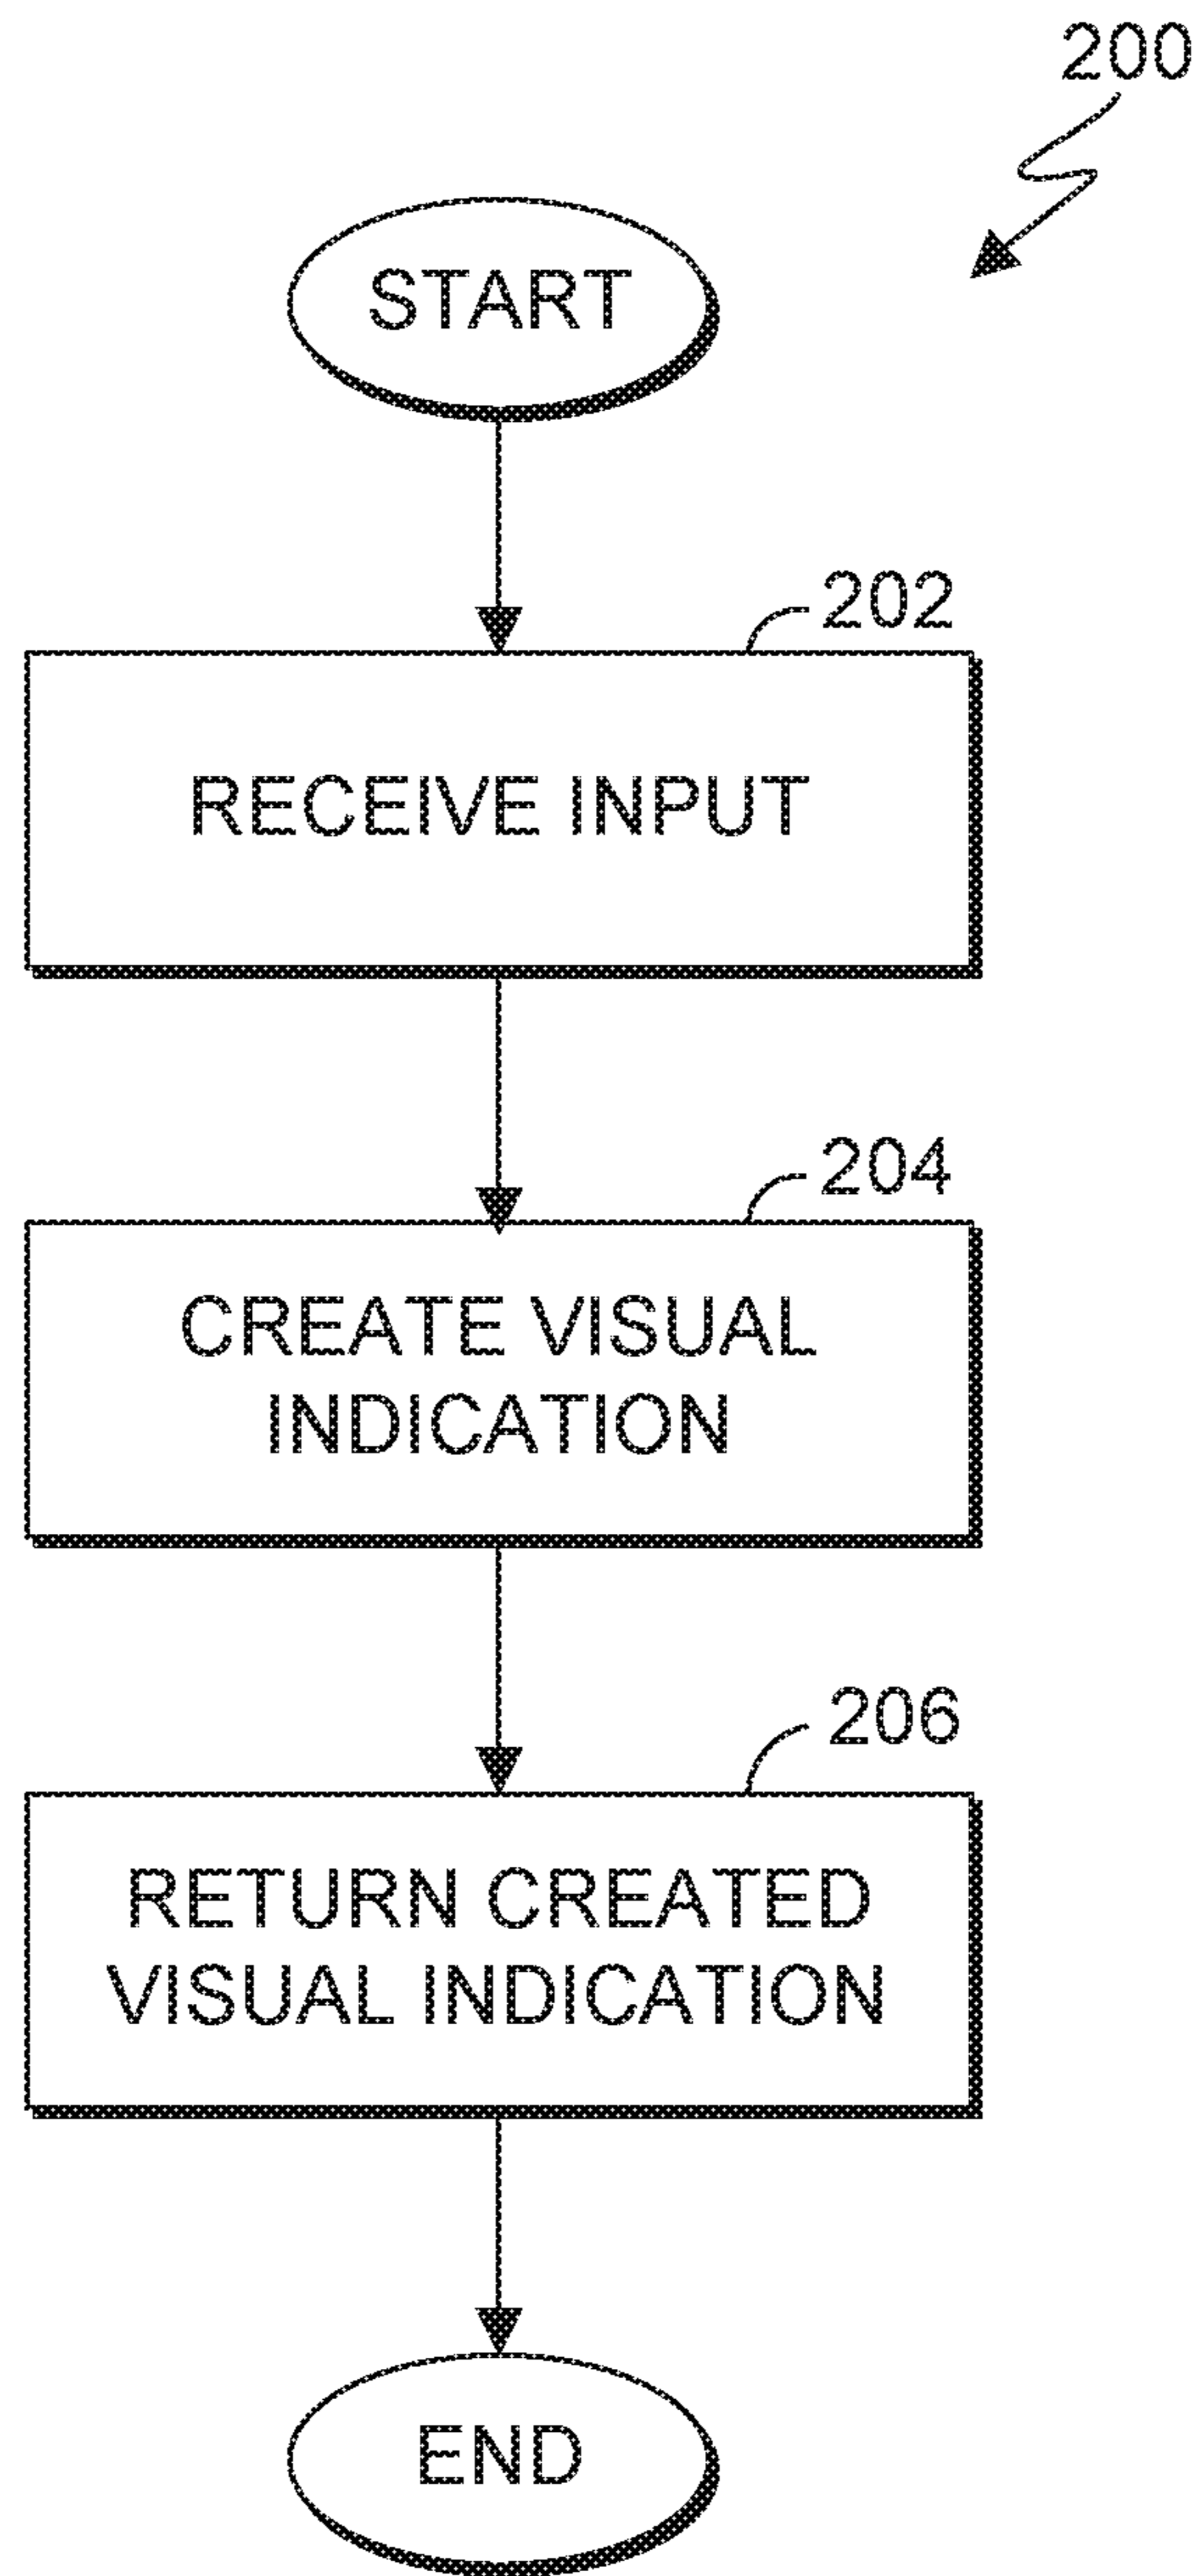 200
START
202
RECEIVE INPUT
204
CREATE VISUAL
INDICATION
206
RETURN CREATED
VISUAL INDICATION
END